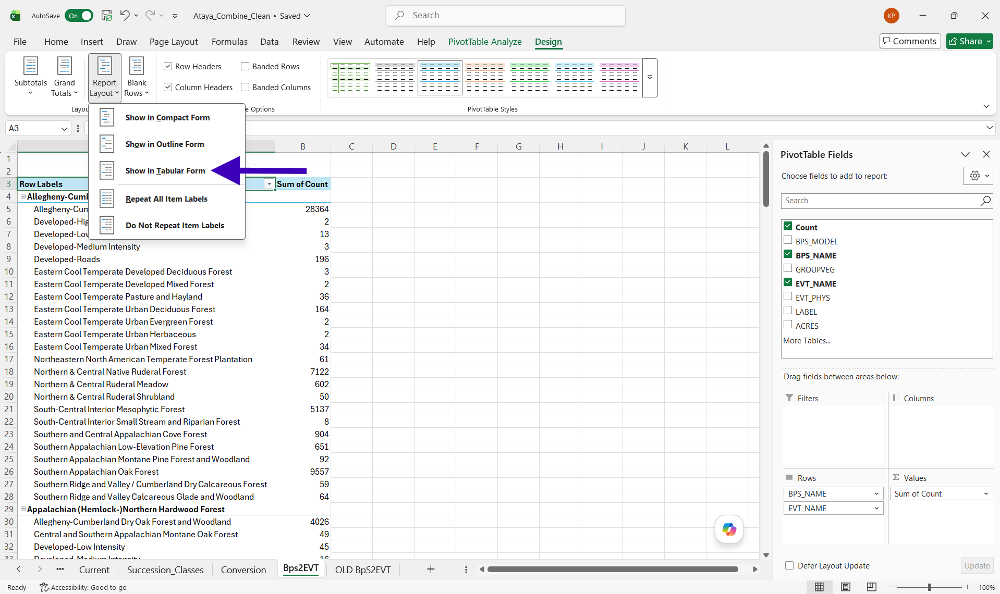 AutoSave On Ataya_Combine_Clean • Saved Search KP
File Home Insert Draw Page Layout Formulas Data Review View Automate Help PivotTable Analyze Design Comments Share
Subtotals Grand Totals Report Layout Blank Rows
Row Headers Banded Rows
Column Headers Banded Columns
Layou e Options PivotTable Styles
Show in Compact Form
Show in Outline Form
Show in Tabular Form
Repeat All Item Labels
Do Not Repeat Item Labels
A3
B C D E F G H I J K L
1
2
3 Row Labels Sum of Count
4 Allegheny-Cumb
5 Allegheny-Cum 28364
6 Developed-Hig 2
7 Developed-Lov 13
8 Developed-Medium Intensity 3
9 Developed-Roads 196
10 Eastern Cool Temperate Developed Deciduous Forest 3
11 Eastern Cool Temperate Developed Mixed Forest 2
12 Eastern Cool Temperate Pasture and Hayland 36
13 Eastern Cool Temperate Urban Deciduous Forest 164
14 Eastern Cool Temperate Urban Evergreen Forest 2
15 Eastern Cool Temperate Urban Herbaceous 2
16 Eastern Cool Temperate Urban Mixed Forest 34
17 Northeastern North American Temperate Forest Plantation 61
18 Northern & Central Native Ruderal Forest 7122
19 Northern & Central Ruderal Meadow 602
20 Northern & Central Ruderal Shrubland 50
21 South-Central Interior Mesophytic Forest 5137
22 South-Central Interior Small Stream and Riparian Forest 8
23 Southern and Central Appalachian Cove Forest 904
24 Southern Appalachian Low-Elevation Pine Forest 651
25 Southern Appalachian Montane Pine Forest and Woodland 92
26 Southern Appalachian Oak Forest 9557
27 Southern Ridge and Valley / Cumberland Dry Calcareous Forest 59
28 Southern Ridge and Valley Calcareous Glade and Woodland 64
29 Appalachian (Hemlock-)Northern Hardwood Forest
30 Allegheny-Cumberland Dry Oak Forest and Woodland 4026
31 Central and Southern Appalachian Montane Oak Forest 49
32 Developed-Low Intensity 45
33 Developed-Medium Intensity 16
PivotTable Fields
Choose fields to add to report:
Search
Count
BPS_MODEL
BPS_NAME
GROUPVEG
EVT_NAME
EVT_PHYS
LABEL
ACRES
More Tables...
Drag fields between areas below:
Filters Columns
Rows Σ Values
BPS_NAME Sum of Count
EVT_NAME
Defer Layout Update Update
Current Succession_Classes Conversion Bps2EVT OLD BpS2EVT
Ready Accessibility: Good to go 100%